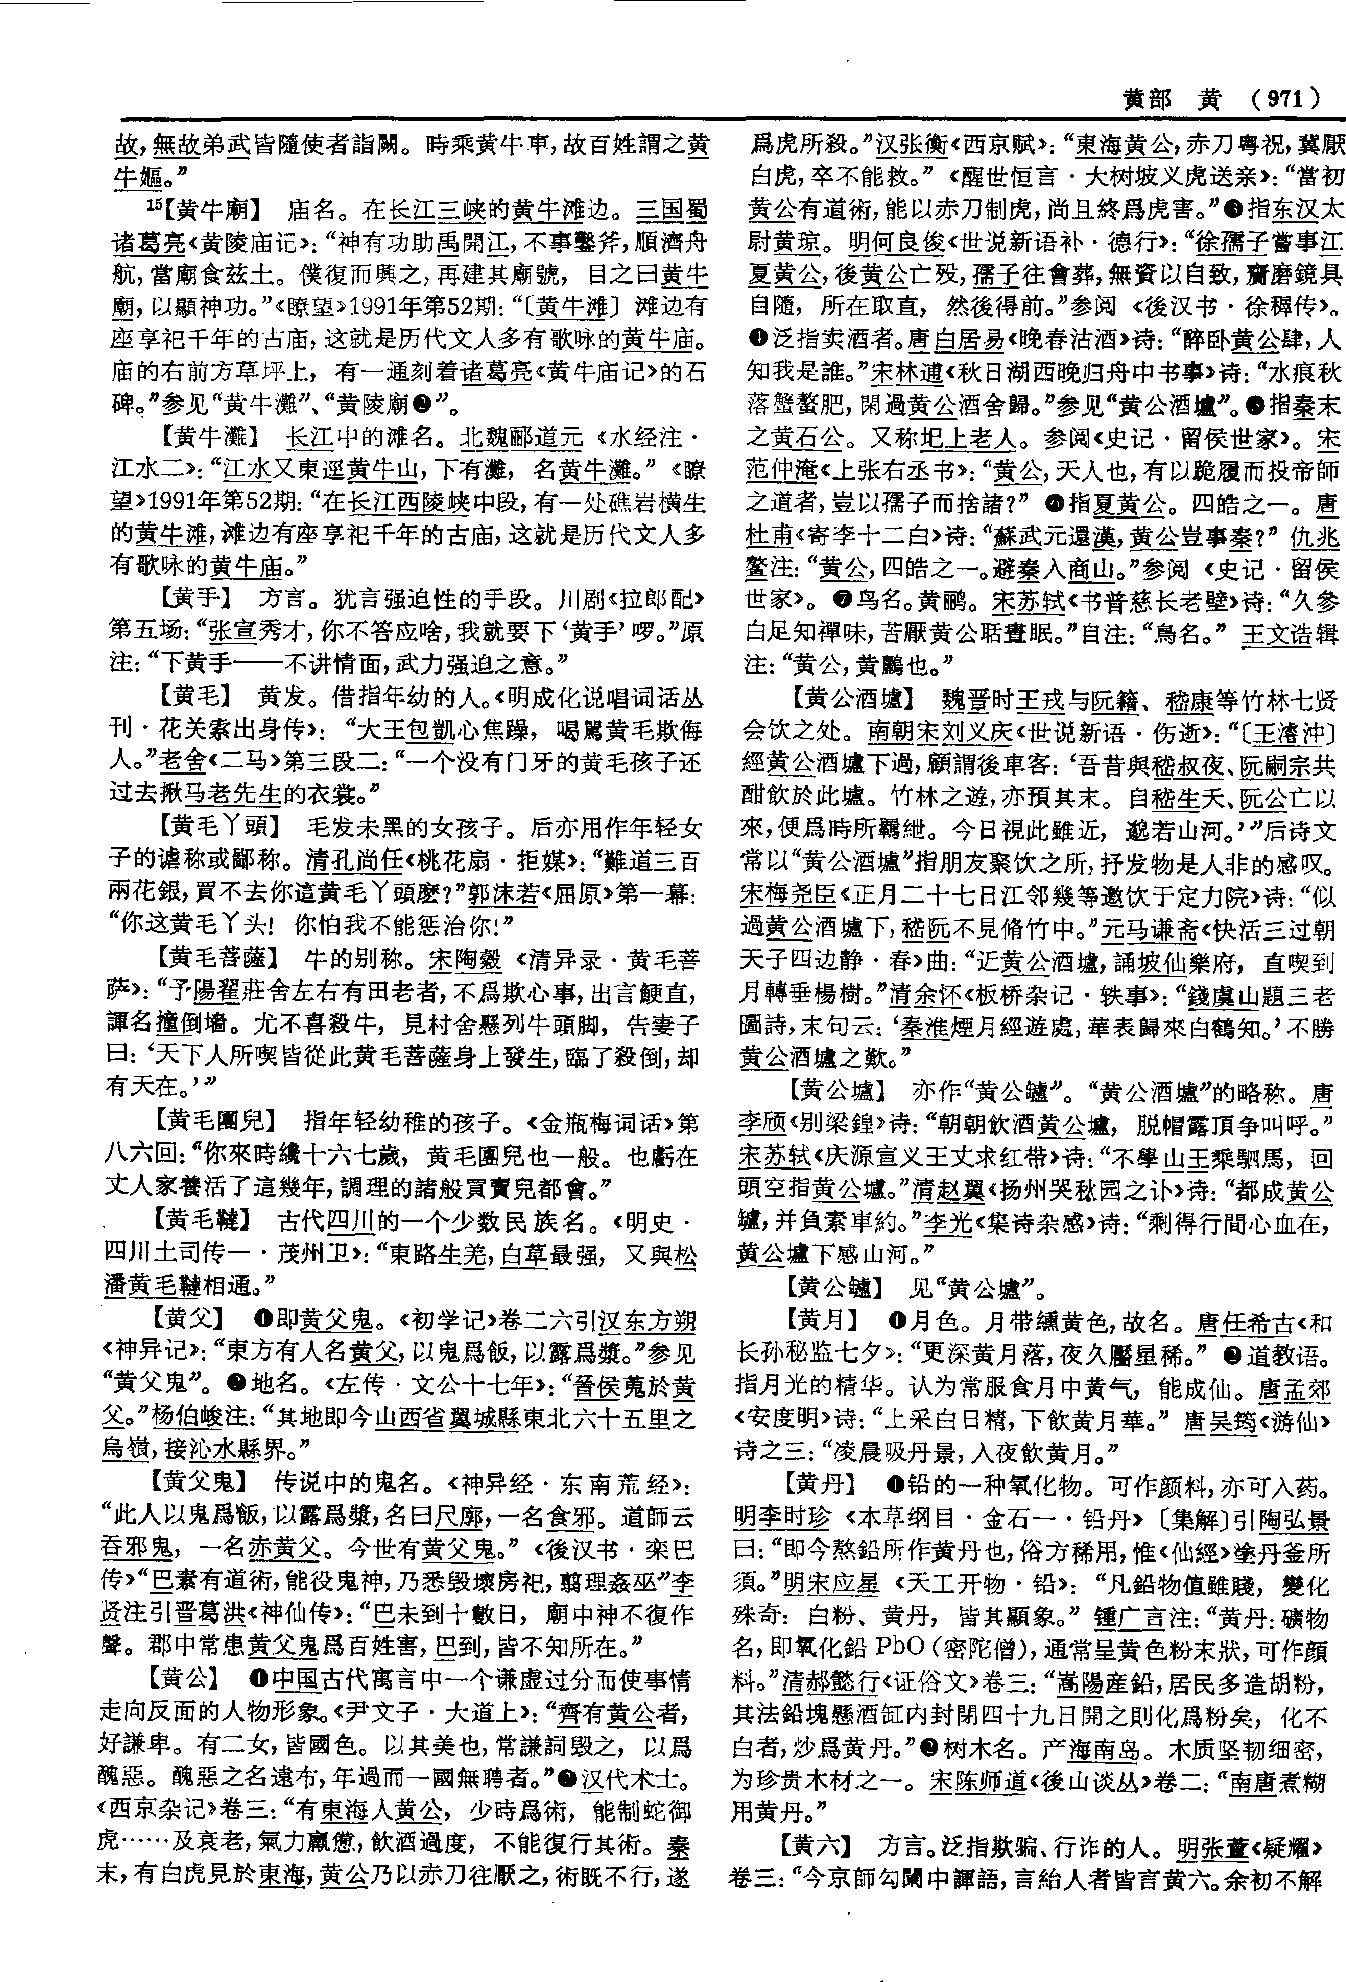 黄部 黄 (971)
故,無故弟武皆隨使者詣闕。時乘黄牛車,故百姓謂之黄
牛嫗。”
15【黄牛廟】 庙名。在长江三峡的黄牛滩边。三国蜀
诸葛亮《黄陵庙记》:“神有功助禹開江,不事鑿斧,順濟舟
航,當廟食兹土。僕復而興之,再建其廟號,目之曰黄牛
廟,以顯神功。”《瞭望》1991年第52期:“〔黄牛滩〕滩边有
座享祀千年的古庙,这就是历代文人多有歌咏的黄牛庙。
庙的右前方草坪上,有一通刻着诸葛亮《黄牛庙记》的石
碑。”参见“黄牛灘”、“黄陵廟❷”。
【黄牛灘】 长江中的滩名。北魏郦道元《水经注·
江水二》:“江水又東逕黄牛山,下有灘,名黄牛灘。”《瞭
望》1991年第52期:“在长江西陵峡中段,有一处礁岩横生
的黄牛滩,滩边有座享祀千年的古庙,这就是历代文人多
有歌咏的黄牛庙。”
【黄手】 方言。犹言强迫性的手段。川剧《拉郎配》
第五场:“张宣秀才,你不答应啥,我就要下‘黄手’啰。”原
注:“下黄手——不讲情面,武力强迫之意。”
【黄毛】 黄发。借指年幼的人。《明成化说唱词话丛
刊·花关索出身传》:“大王包凱心焦躁,喝駡黄毛欺侮
人。”老舍《二马》第三段二:“一个没有门牙的黄毛孩子还
过去揪马老先生的衣裳。”
【黄毛丫頭】 毛发未黑的女孩子。后亦用作年轻女
子的谑称或鄙称。清孔尚任《桃花扇·拒媒》:“難道三百
兩花銀,買不去你這黄毛丫頭麽?”郭沫若《屈原》第一幕:
“你这黄毛丫头!你怕我不能惩治你!”
【黄毛菩薩】 牛的别称。宋陶穀《清异录·黄毛菩
萨》:“予陽翟莊舍左右有田老者,不爲欺心事,出言鯁直,
諢名撞倒墻。尤不喜殺牛,見村舍懸列牛頭脚,告妻子
曰:‘天下人所喫皆從此黄毛菩薩身上發生,臨了殺倒,却
有天在。’”
【黄毛團兒】 指年轻幼稚的孩子。《金瓶梅词话》第
八六回:“你來時纔十六七歲,黄毛團兒也一般。也虧在
丈人家養活了這幾年,調理的諸般買賣兒都會。”
【黄毛韃】 古代四川的一个少数民族名。《明史·
四川土司传一·茂州卫》:“東路生羌,白草最强,又與松
潘黄毛韃相通。”
【黄父】 ❶即黄父鬼。《初学记》卷二六引汉东方朔
《神异记》:“東方有人名黄父,以鬼爲飯,以露爲漿。”参见
“黄父鬼”。❷地名。《左传·文公十七年》:“晉侯蒐於黄
父。”杨伯峻注:“其地即今山西省翼城縣東北六十五里之
烏嶺,接沁水縣界。”
【黄父鬼】 传说中的鬼名。《神异经·东南荒经》:
“此人以鬼爲飯,以露爲漿,名曰尺廓,一名食邪。道師云
吞邪鬼,一名赤黄父。今世有黄父鬼。”《後汉书·栾巴
传》“巴素有道術,能役鬼神,乃悉毁壞房祀,翦理姦巫”李
贤注引晋葛洪《神仙传》:“巴未到十數日,廟中神不復作
聲。郡中常患黄父鬼爲百姓害,巴到,皆不知所在。”
【黄公】 ❶中国古代寓言中一个谦虚过分而使事情
走向反面的人物形象。《尹文子·大道上》:“齊有黄公者,
好謙卑。有二女,皆國色。以其美也,常謙詞毁之,以爲
醜惡。醜惡之名遠布,年過而一國無聘者。”❷汉代术士。
《西京杂记》卷三:“有東海人黄公,少時爲術,能制蛇御
虎……及衰老,氣力羸憊,飲酒過度,不能復行其術。秦
末,有白虎見於東海,黄公乃以赤刀往厭之,術既不行,遂
爲虎所殺。”汉张衡《西京赋》:“東海黄公,赤刀粤祝,冀厭
白虎,卒不能救。”《醒世恒言·大树坡义虎送亲》:“當初
黄公有道術,能以赤刀制虎,尚且終爲虎害。”❸指东汉太
尉黄琼。明何良俊《世说新语补·德行》:“徐孺子嘗事江
夏黄公,後黄公亡殁,孺子往會葬,無資以自致,齎磨鏡具
自隨,所在取直,然後得前。”参阅《後汉书·徐稺传》。
❹泛指卖酒者。唐白居易《晚春沽酒》诗:“醉卧黄公肆,人
知我是誰。”宋林逋《秋日湖西晚归舟中书事》诗:“水痕秋
落蟹螯肥,閑過黄公酒舍歸。”参见“黄公酒壚”。❺指秦末
之黄石公。又称圯上老人。参阅《史记·留侯世家》。宋
范仲淹《上张右丞书》:“黄公,天人也,有以跪履而投帝師
之道者,豈以孺子而捨諸?”❻指夏黄公。四皓之一。唐
杜甫《寄李十二白》诗:“蘇武元還漢,黄公豈事秦?”仇兆
鳌注:“黄公,四皓之一。避秦入商山。”参阅《史记·留侯
世家》。❼鸟名。黄鹂。宋苏轼《书普慈长老壁》诗:“久參
白足知禪味,苦厭黄公聒晝眠。”自注:“鳥名。”王文诰辑
注:“黄公,黄鸝也。”
【黄公酒壚】 魏晋时王戎与阮籍、嵇康等竹林七贤
会饮之处。南朝宋刘义庆《世说新语·伤逝》:“〔王濬沖〕
經黄公酒壚下過,顧謂後車客:‘吾昔與嵇叔夜、阮嗣宗共
酣飲於此壚。竹林之遊,亦預其末。自嵇生夭、阮公亡以
來,便爲時所羈紲。今日視此雖近,邈若山河。’”后诗文
常以“黄公酒壚”指朋友聚饮之所,抒发物是人非的感叹。
宋梅尧臣《正月二十七日江邻幾等邀饮于定力院》诗:“似
過黄公酒壚下,嵇阮不見脩竹中。”元马谦斋《快活三过朝
天子四边静·春》曲:“近黄公酒壚,誦坡仙樂府,直喫到
月轉垂楊樹。”清余怀《板桥杂记·轶事》:“錢虞山題三老
圖詩,末句云:‘秦淮煙月經遊處,華表歸來白鶴知。’不勝
黄公酒壚之歎。”
【黄公壚】 亦作“黄公罏”。“黄公酒壚”的略称。唐
李颀《别梁鍠》诗:“朝朝飲酒黄公壚,脱帽露頂争叫呼。”
宋苏轼《庆源宣义王丈求红带》诗:“不學山王乘駟馬,回
頭空指黄公壚。”清赵翼《扬州哭秋园之讣》诗:“都成黄公
罏,并負素車約。”李光《集诗杂感》诗:“剩得行間心血在,
黄公壚下感山河。”
【黄公罏】 见“黄公壚”。
【黄月】 ❶月色。月带纁黄色,故名。唐任希古《和
长孙秘监七夕》:“更深黄月落,夜久靨星稀。”❷道教语。
指月光的精华。认为常服食月中黄气,能成仙。唐孟郊
《安度明》诗:“上采白日精,下飲黄月華。”唐吴筠《游仙》
诗之三:“凌晨吸丹景,入夜飲黄月。”
【黄丹】 ❶铅的一种氧化物。可作颜料,亦可入药。
明李时珍《本草纲目·金石一·铅丹》〔集解〕引陶弘景
曰:“即今熬鉛所作黄丹也,俗方稀用,惟《仙經》塗丹釜所
須。”明宋应星《天工开物·铅》:“凡鉛物值雖賤,變化
殊奇:白粉、黄丹,皆其顯象。”锺广言注:“黄丹:礦物
名,即氧化鉛 PbO(密陀僧),通常呈黄色粉末狀,可作顔
料。”清郝懿行《证俗文》卷三:“嵩陽産鉛,居民多造胡粉,
其法鉛塊懸酒缸内封閉四十九日開之則化爲粉矣,化不
白者,炒爲黄丹。”❷树木名。产海南岛。木质坚韧细密,
为珍贵木材之一。宋陈师道《後山谈丛》卷二:“南唐煮糊
用黄丹。”
【黄六】 方言。泛指欺骗、行诈的人。明张萱《疑耀》
卷三:“今京師勾闌中諢語,言紿人者皆言黄六。余初不解